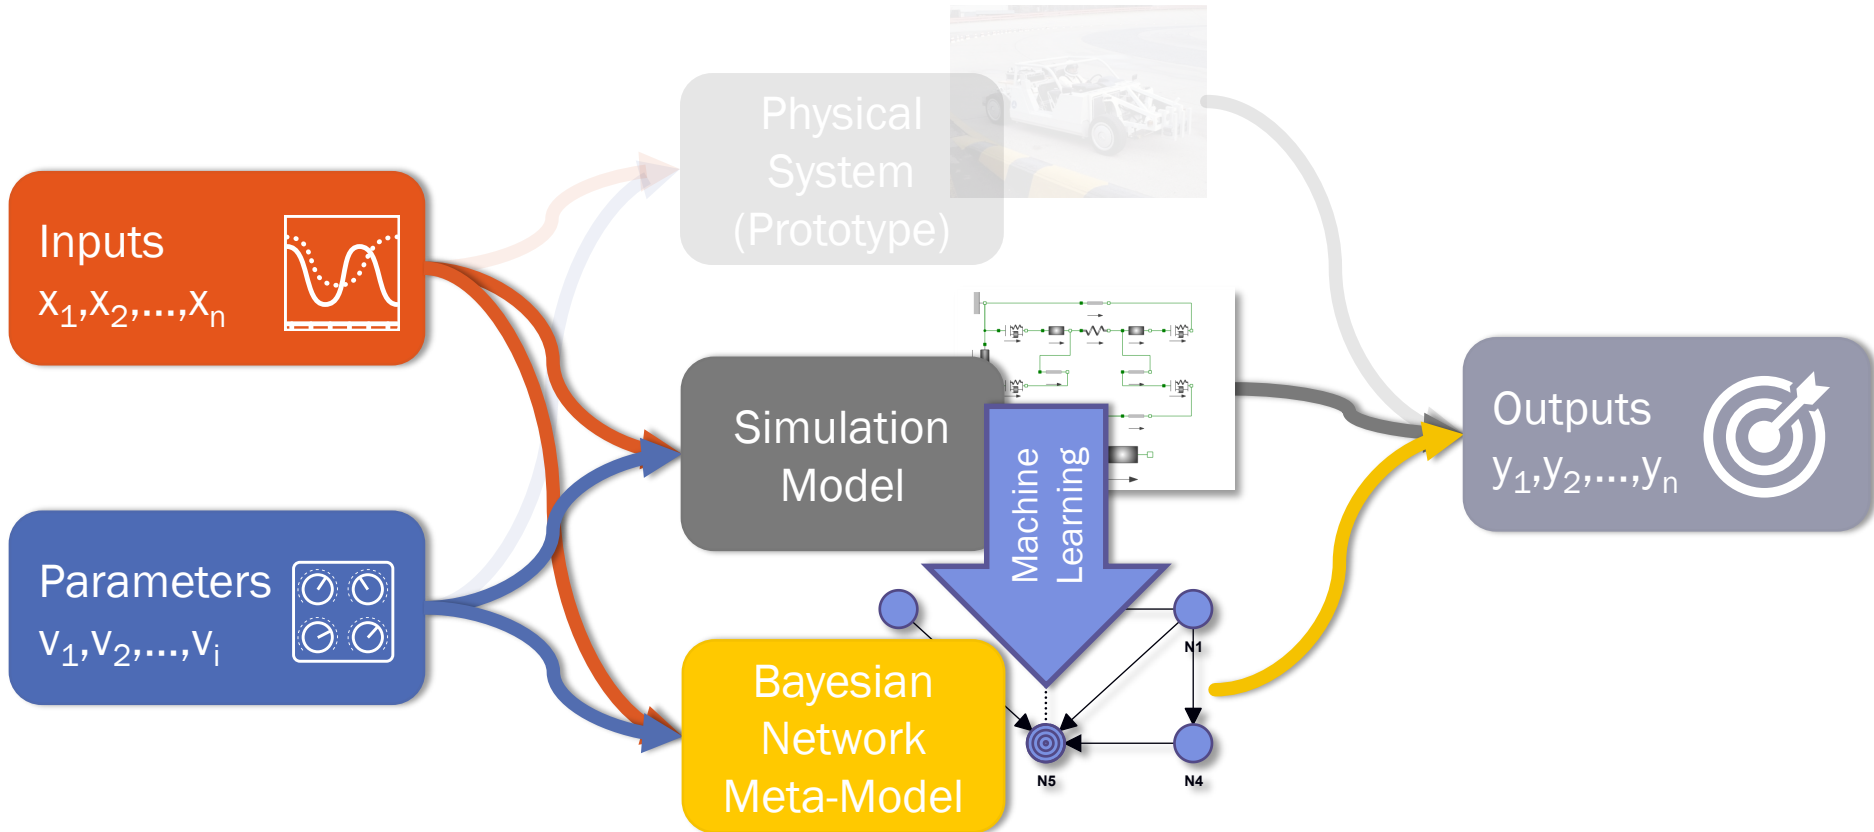 Physical
System
(Prototype)
Inputs
x1,x2,...,xn
Simulation
Model
Machine
Learning
Outputs
y1,y2,...,yn
Parameters
v1,v2,...,vi
Bayesian
Network
Meta-Model
N1
N5
N4